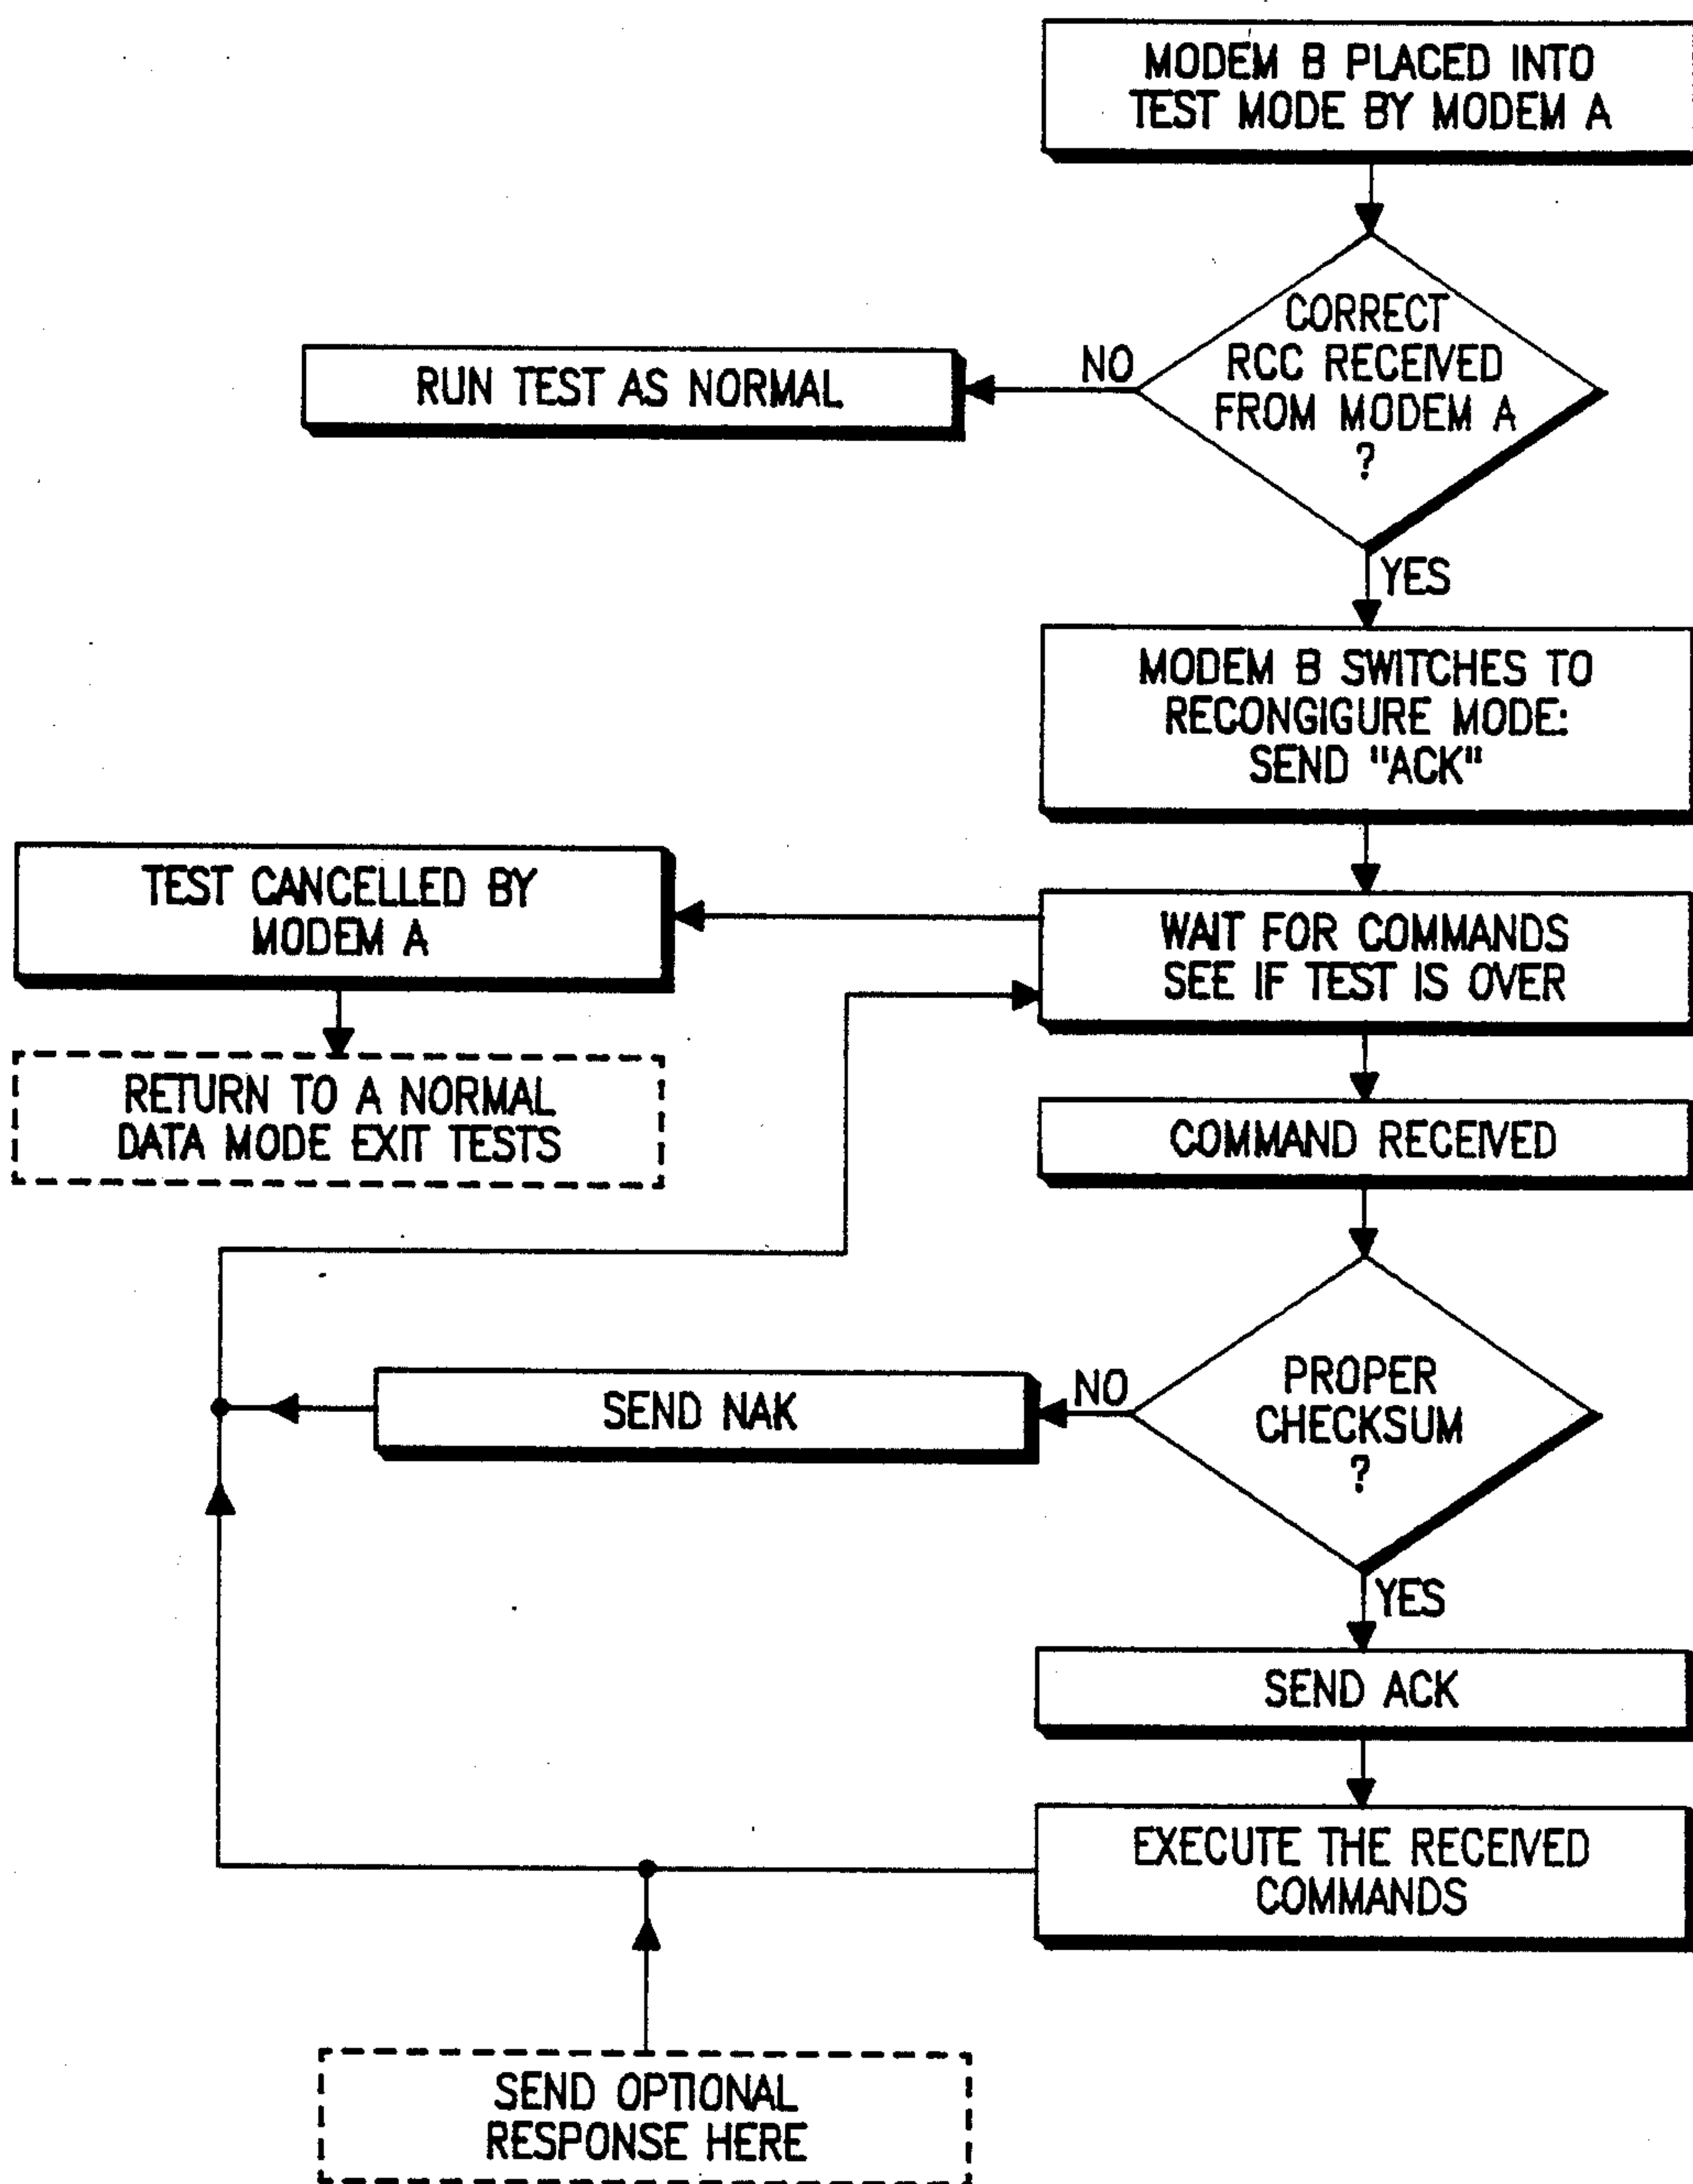 MODEM B PLACED INTO
TEST MODE BY MODEM A
CORRECT
RCC RECEIVED
FROM MODEM A
?
NO
RUN TEST AS NORMAL
YES
MODEM B SWITCHES TO
RECONGIGURE MODE:
SEND "ACK"
TEST CANCELLED BY
MODEM A
WAIT FOR COMMANDS
SEE IF TEST IS OVER
RETURN TO A NORMAL
DATA MODE EXIT TESTS
COMMAND RECEIVED
PROPER
CHECKSUM
?
NO
SEND NAK
YES
SEND ACK
EXECUTE THE RECEIVED
COMMANDS
SEND OPTIONAL
RESPONSE HERE